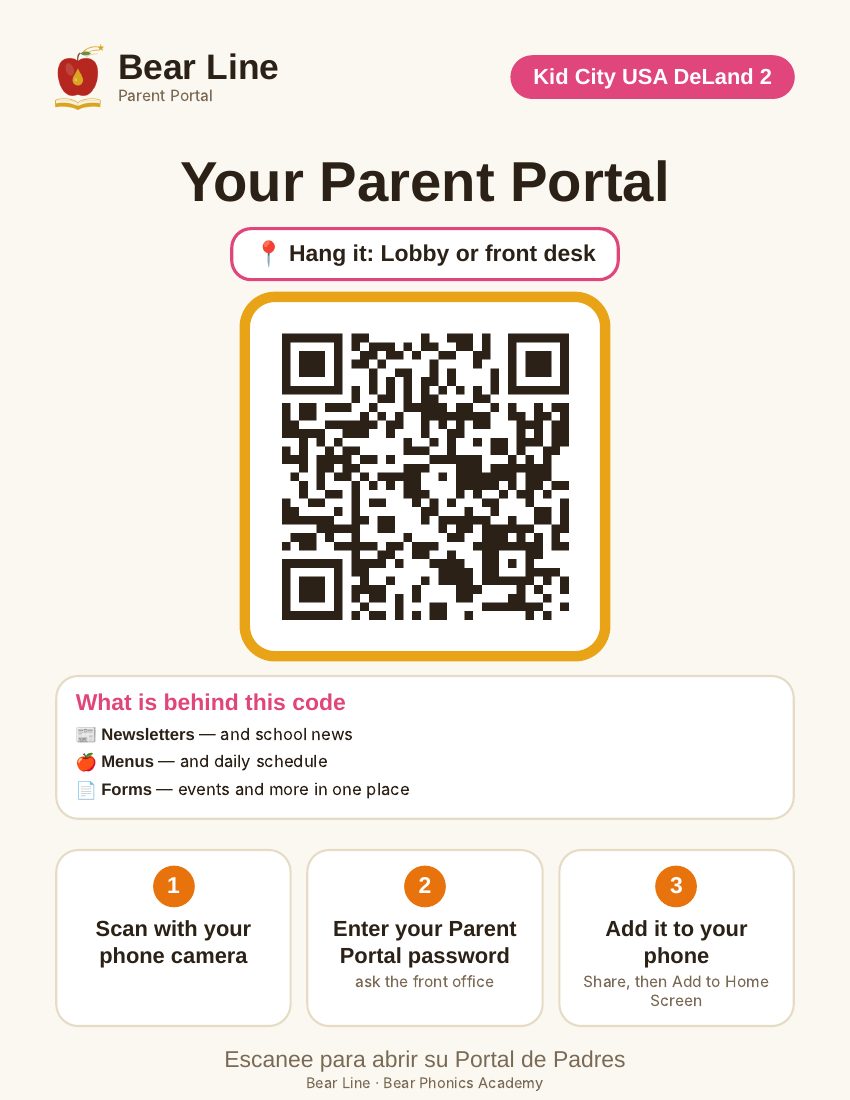 Bear Line
Parent Portal
Kid City USA DeLand 2
Your Parent Portal
📍 Hang it: Lobby or front desk
What is behind this code
📰 Newsletters — and school news
🍎 Menus — and daily schedule
📄 Forms — events and more in one place
1
Scan with your
phone camera
2
Enter your Parent
Portal password
ask the front office
3
Add it to your
phone
Share, then Add to Home
Screen
Escanee para abrir su Portal de Padres
Bear Line · Bear Phonics Academy